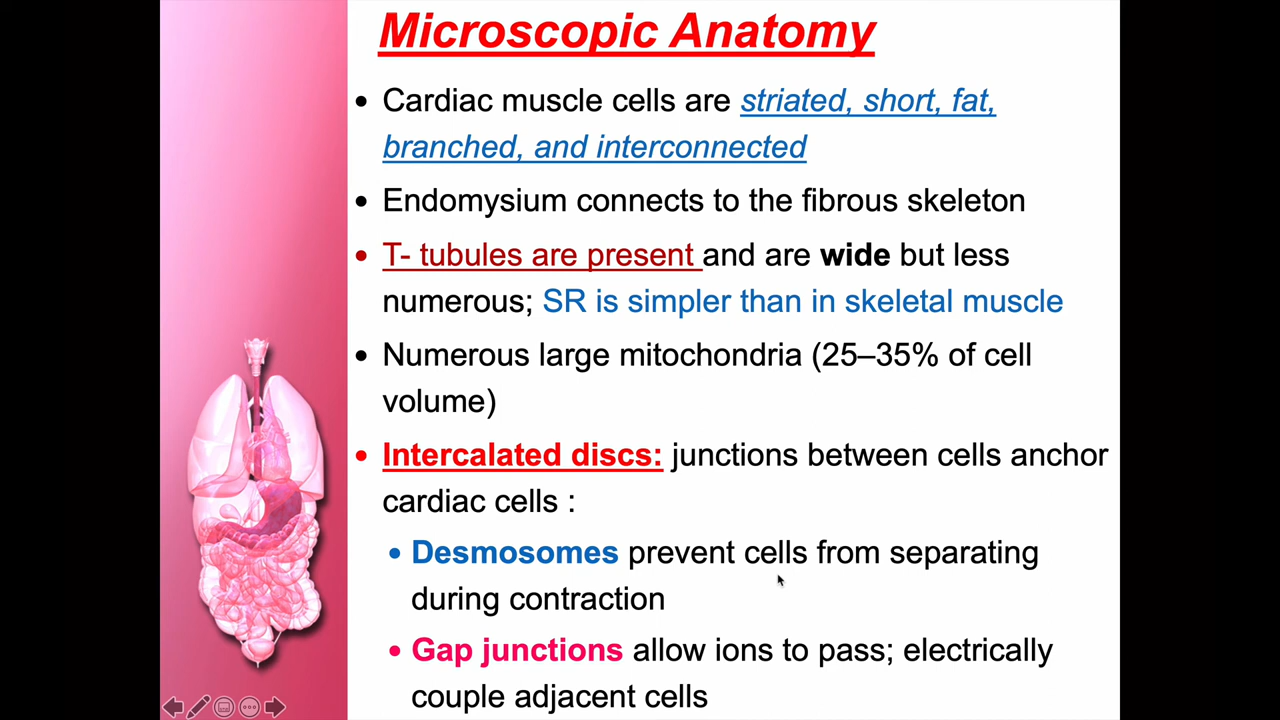 Microscopic Anatomy
• Cardiac muscle cells are striated, short, fat,
branched, and interconnected
• Endomysium connects to the fibrous skeleton
• T- tubules are present and are wide but less
numerous; SR is simpler than in skeletal muscle
• Numerous large mitochondria (25–35% of cell
volume)
• Intercalated discs: junctions between cells anchor
cardiac cells :
• Desmosomes prevent cells from separating
during contraction
• Gap junctions allow ions to pass; electrically
couple adjacent cells